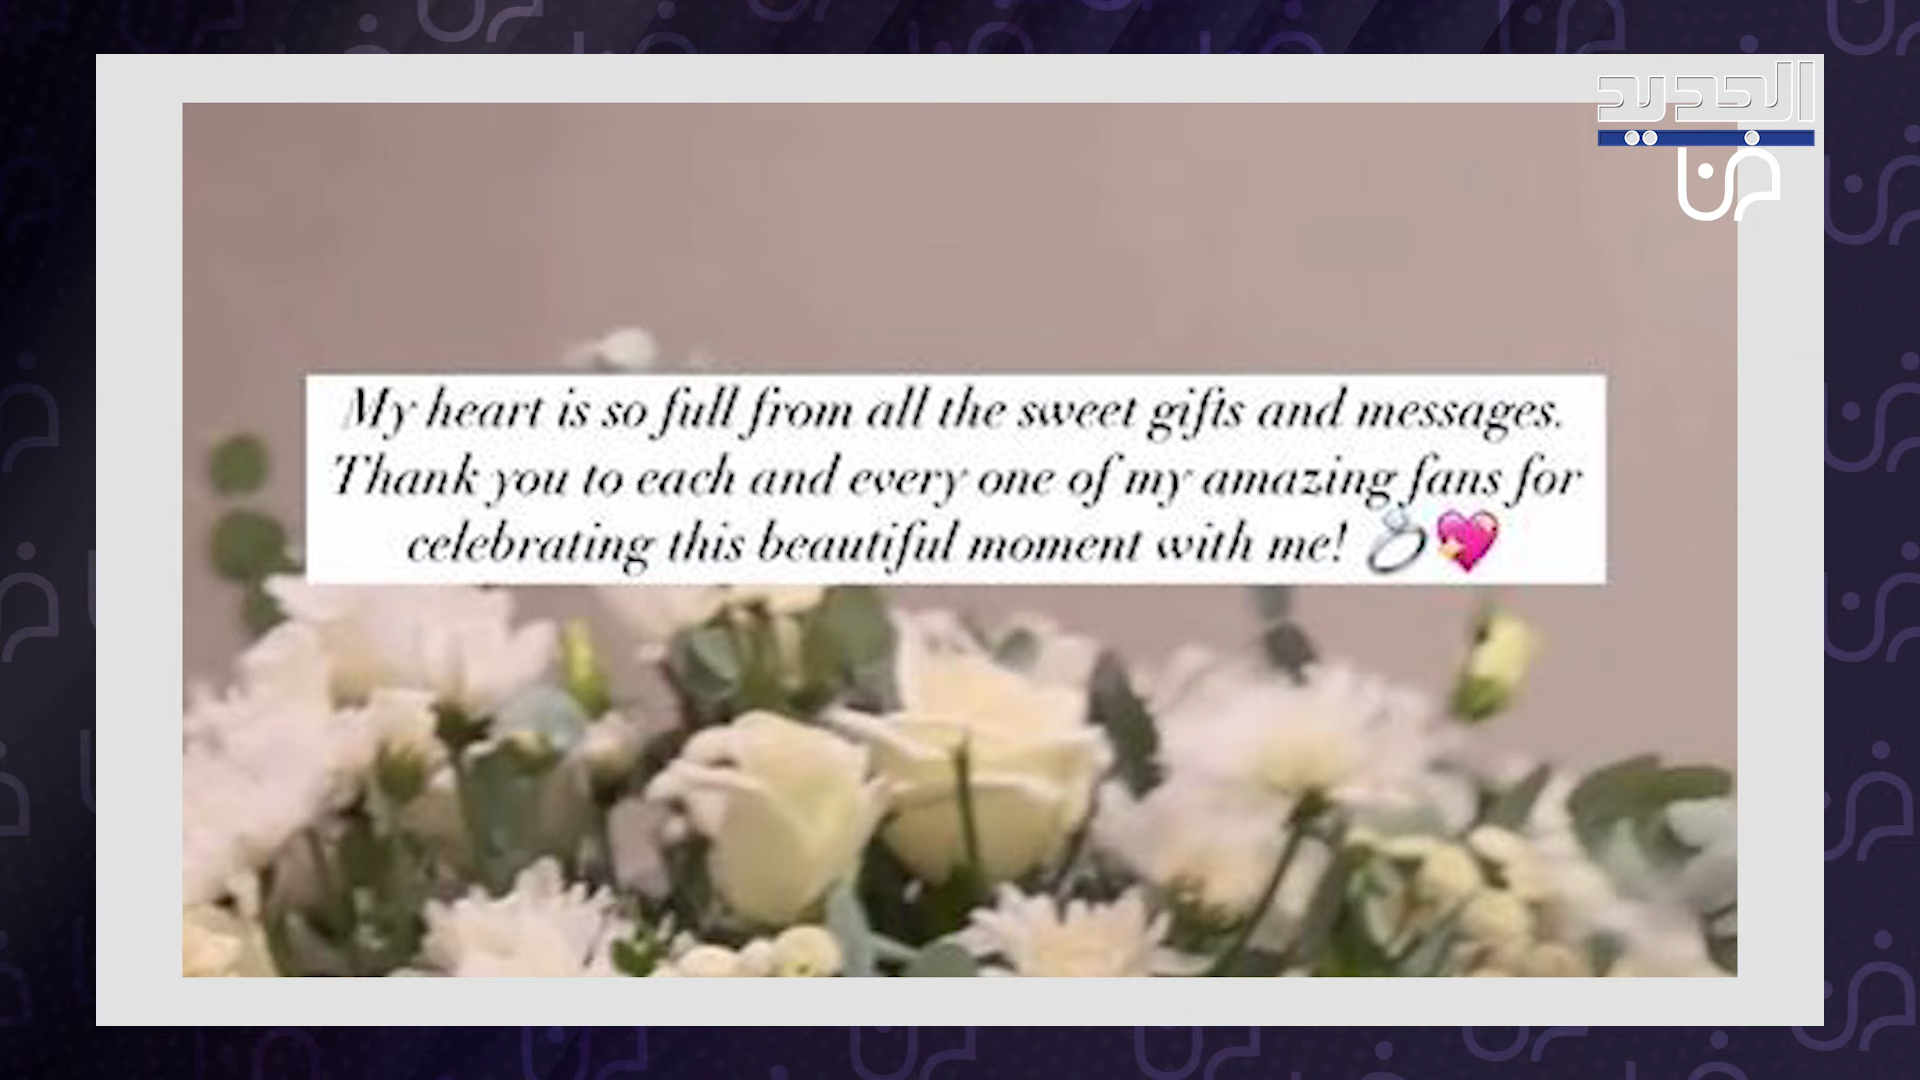 الجديد
فن
My heart is so full from all the sweet gifts and messages.
Thank you to each and every one of my amazing fans for
celebrating this beautiful moment with me! 💍💖